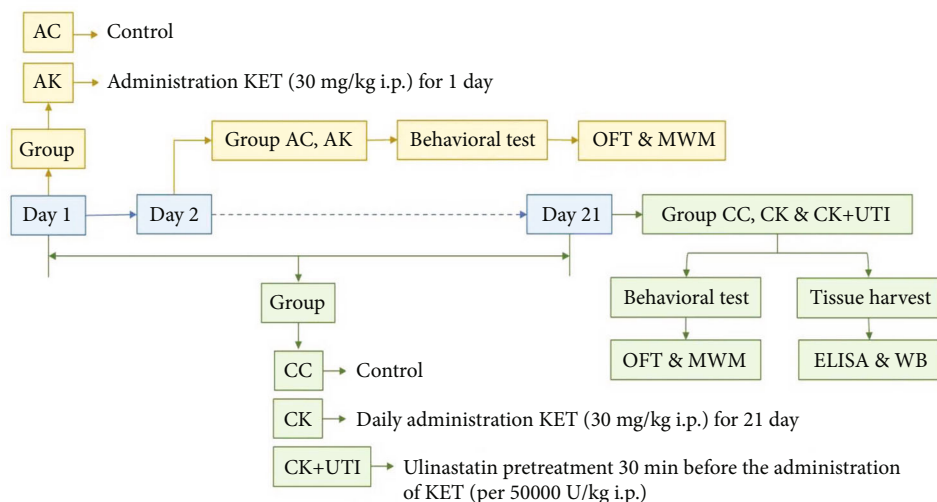 AC
Control
AK
Administration KET (30 mg/kg i.p.) for 1 day
Group
Group AC, AK
Behavioral test
OFT & MWM
Day 1
Day 2
Day 21
Group CC, CK & CK+UTI
Group
Behavioral test
Tissue harvest
OFT & MWM
ELISA & WB
CC
Control
CK
Daily administration KET (30 mg/kg i.p.) for 21 day
CK+UTI
Ulinastatin pretreatment 30 min before the administration
of KET (per 50000 U/kg i.p.)